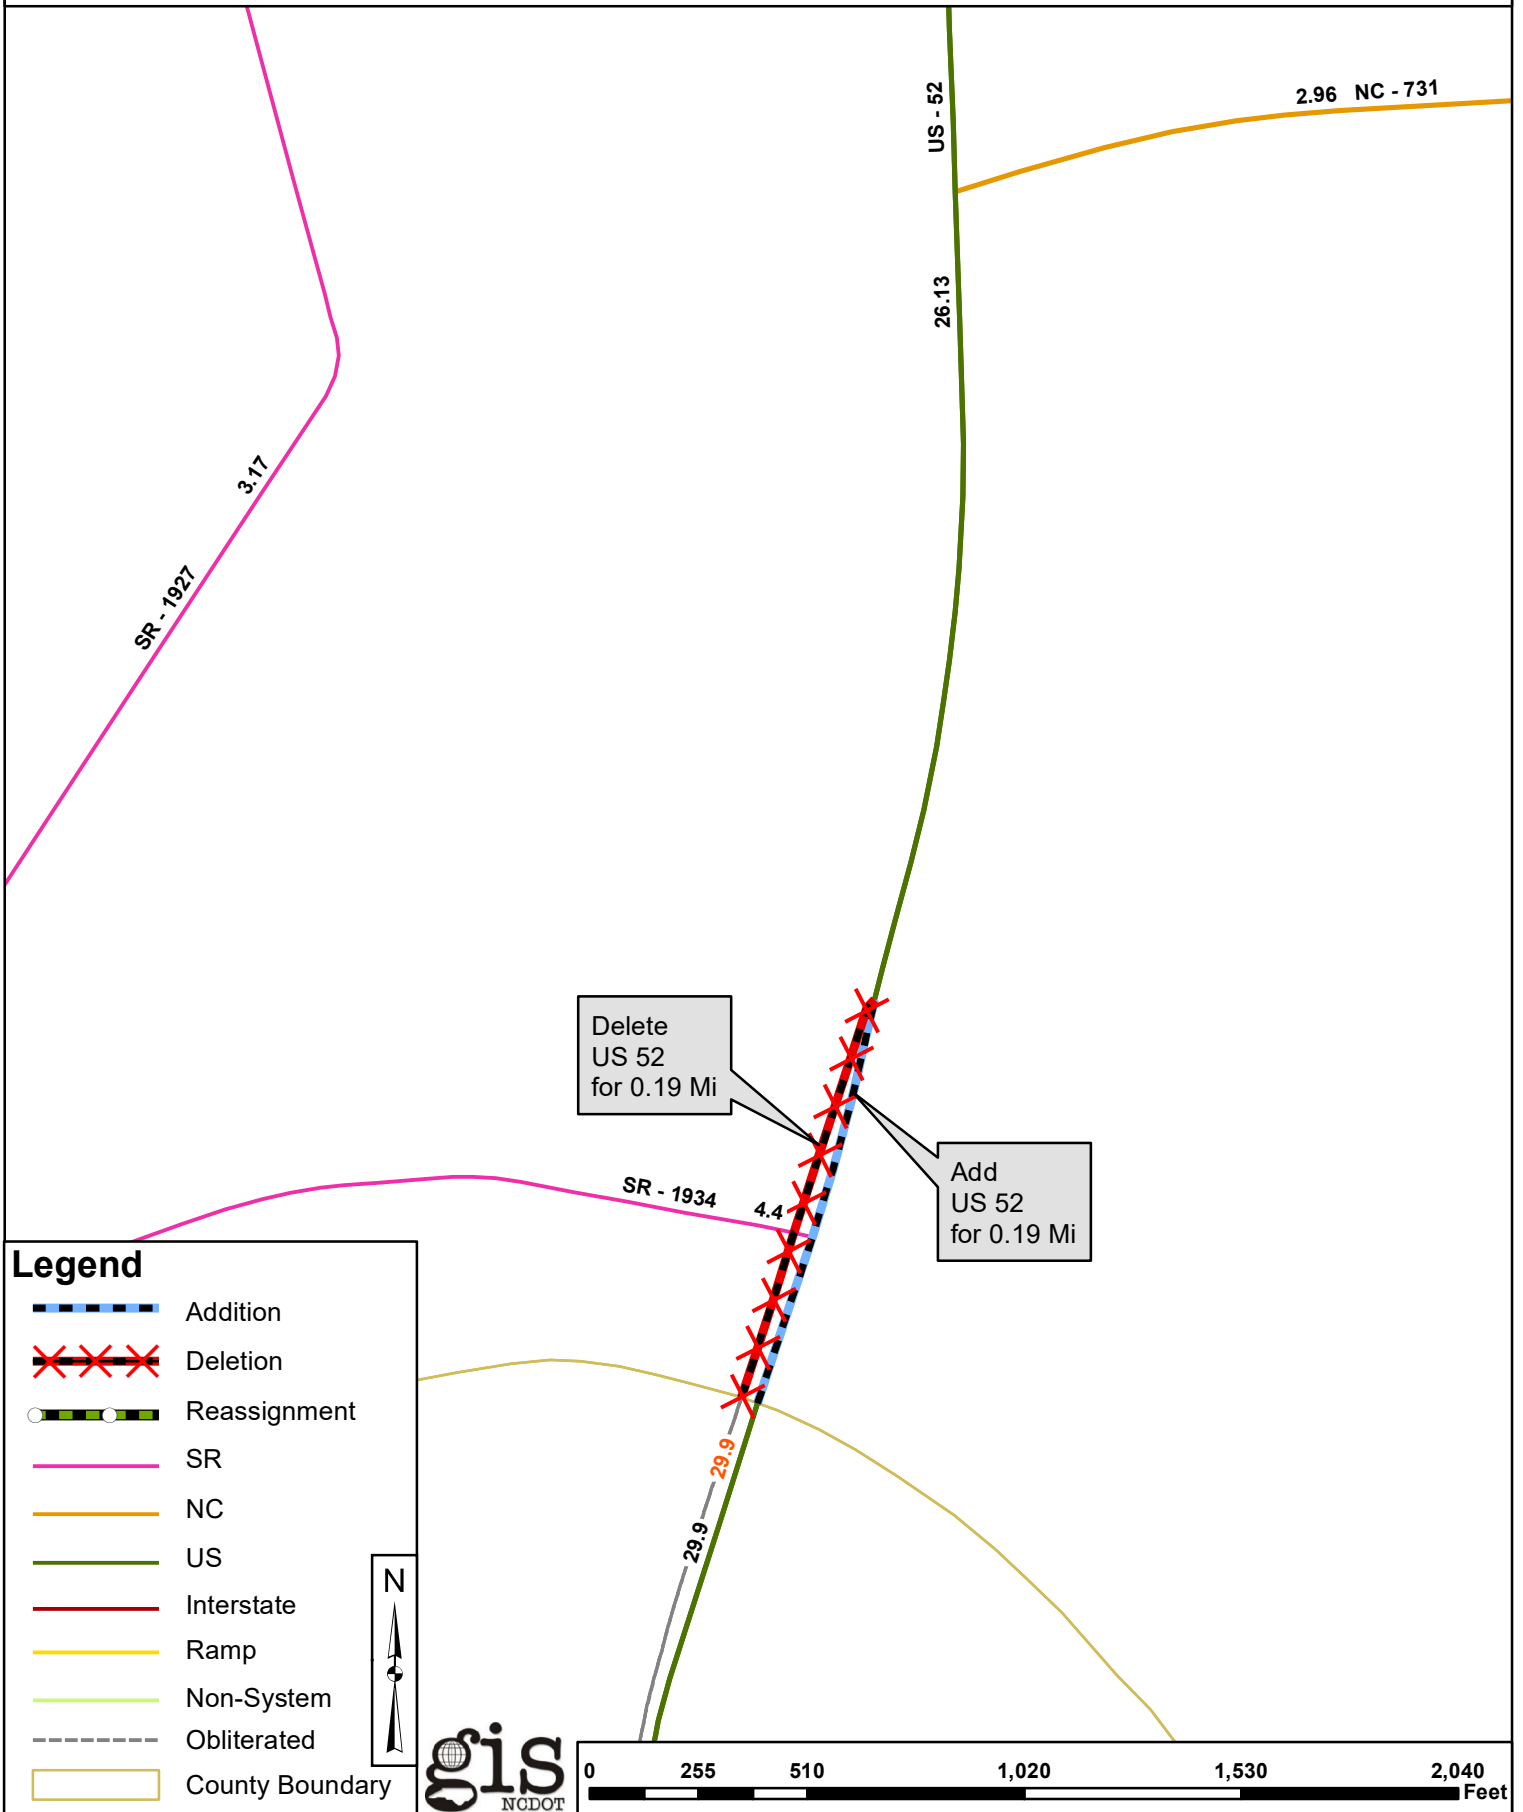 US - 52
2.96 NC - 731
26.13
3.17
SR - 1927
Delete
US 52
for 0.19 Mi
Add
US 52
for 0.19 Mi
SR - 1934
4.4
29.9
29.9
Legend
Addition
Deletion
Reassignment
SR
NC
US
Interstate
Ramp
Non-System
Obliterated
County Boundary
N
gis
NCDOT
0 255 510 1,020 1,530 2,040
Feet